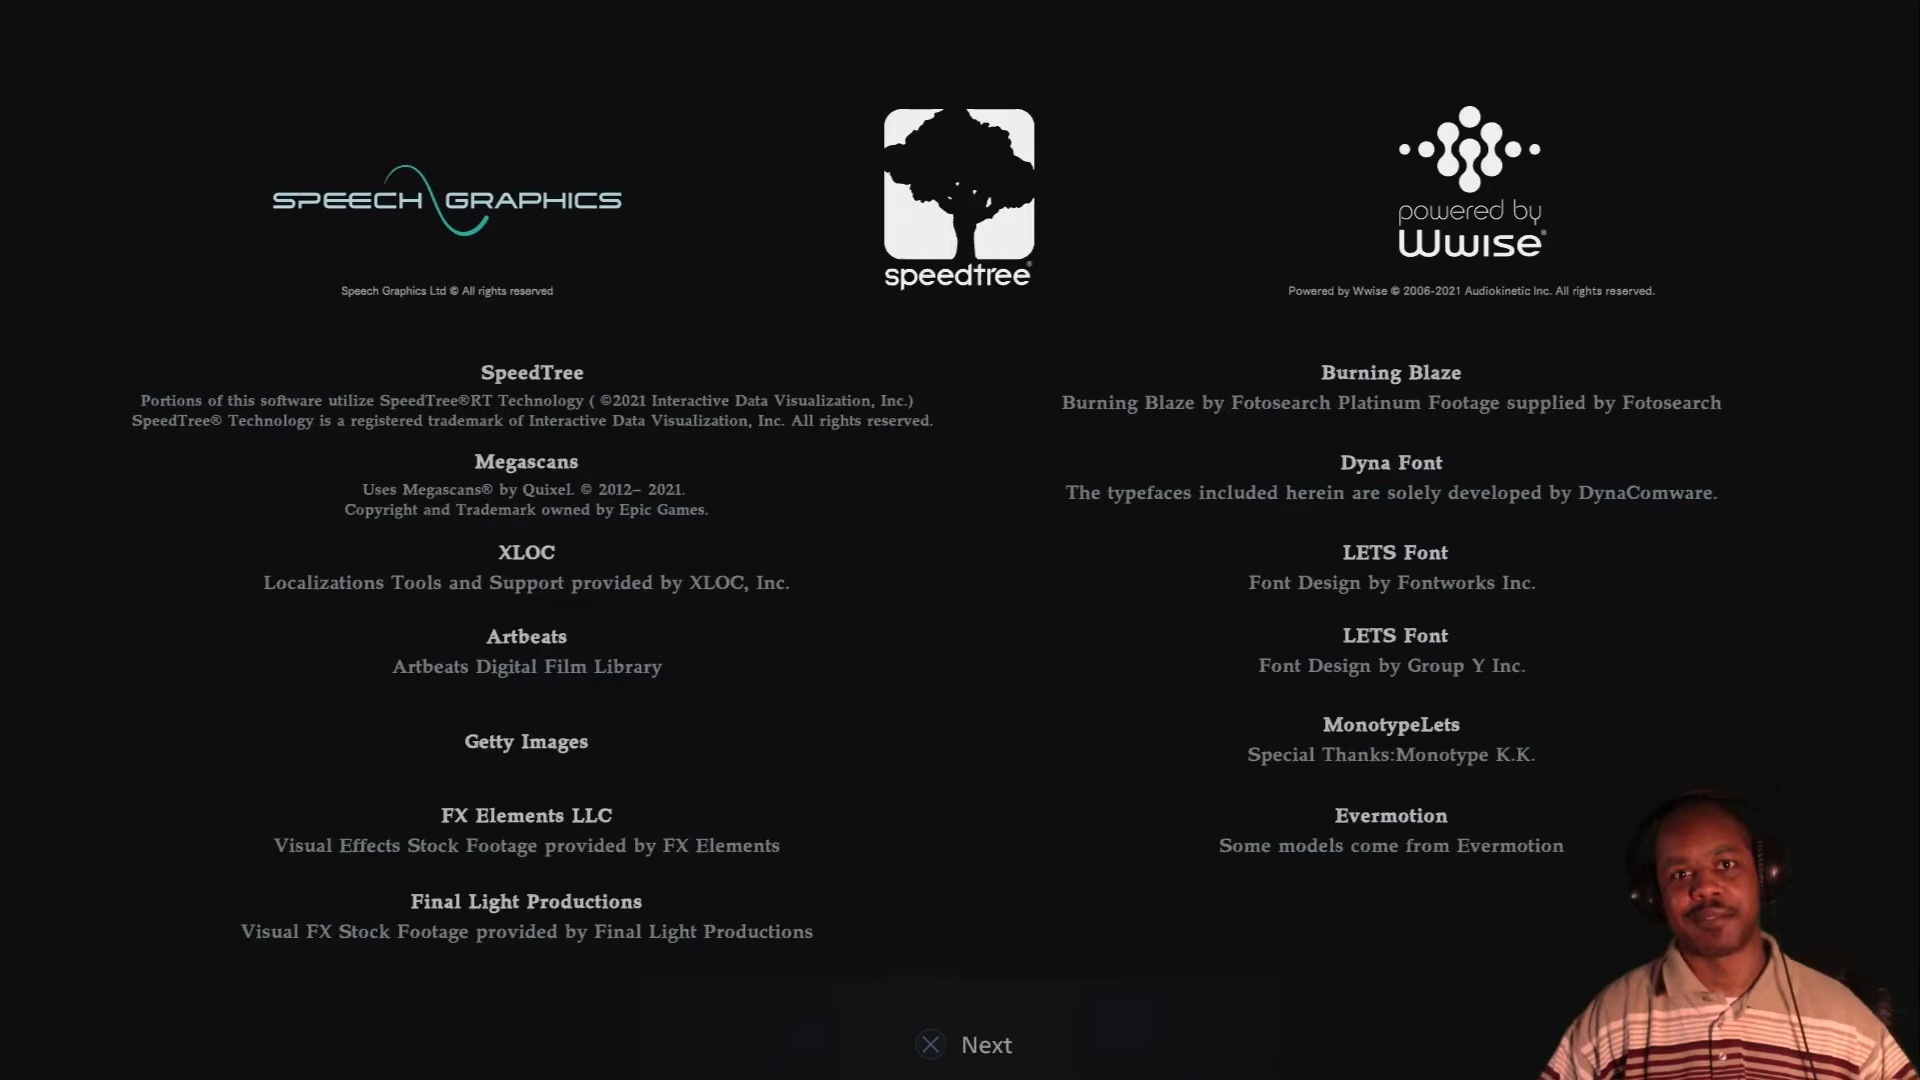 SPEECH GRAPHICS
Speech Graphics Ltd © All rights reserved
speedtree®
powered by
Wwise®
Powered by Wwise © 2006-2021 Audiokinetic Inc. All rights reserved.
SpeedTree
Portions of this software utilize SpeedTree®RT Technology ( ©2021 Interactive Data Visualization, Inc.)
SpeedTree® Technology is a registered trademark of Interactive Data Visualization, Inc. All rights reserved.
Megascans
Uses Megascans® by Quixel. © 2012– 2021.
Copyright and Trademark owned by Epic Games.
XLOC
Localizations Tools and Support provided by XLOC, Inc.
Artbeats
Artbeats Digital Film Library
Getty Images
FX Elements LLC
Visual Effects Stock Footage provided by FX Elements
Final Light Productions
Visual FX Stock Footage provided by Final Light Productions
Burning Blaze
Burning Blaze by Fotosearch Platinum Footage supplied by Fotosearch
Dyna Font
The typefaces included herein are solely developed by DynaComware.
LETS Font
Font Design by Fontworks Inc.
LETS Font
Font Design by Group Y Inc.
MonotypeLets
Special Thanks:Monotype K.K.
Evermotion
Some models come from Evermotion
Next